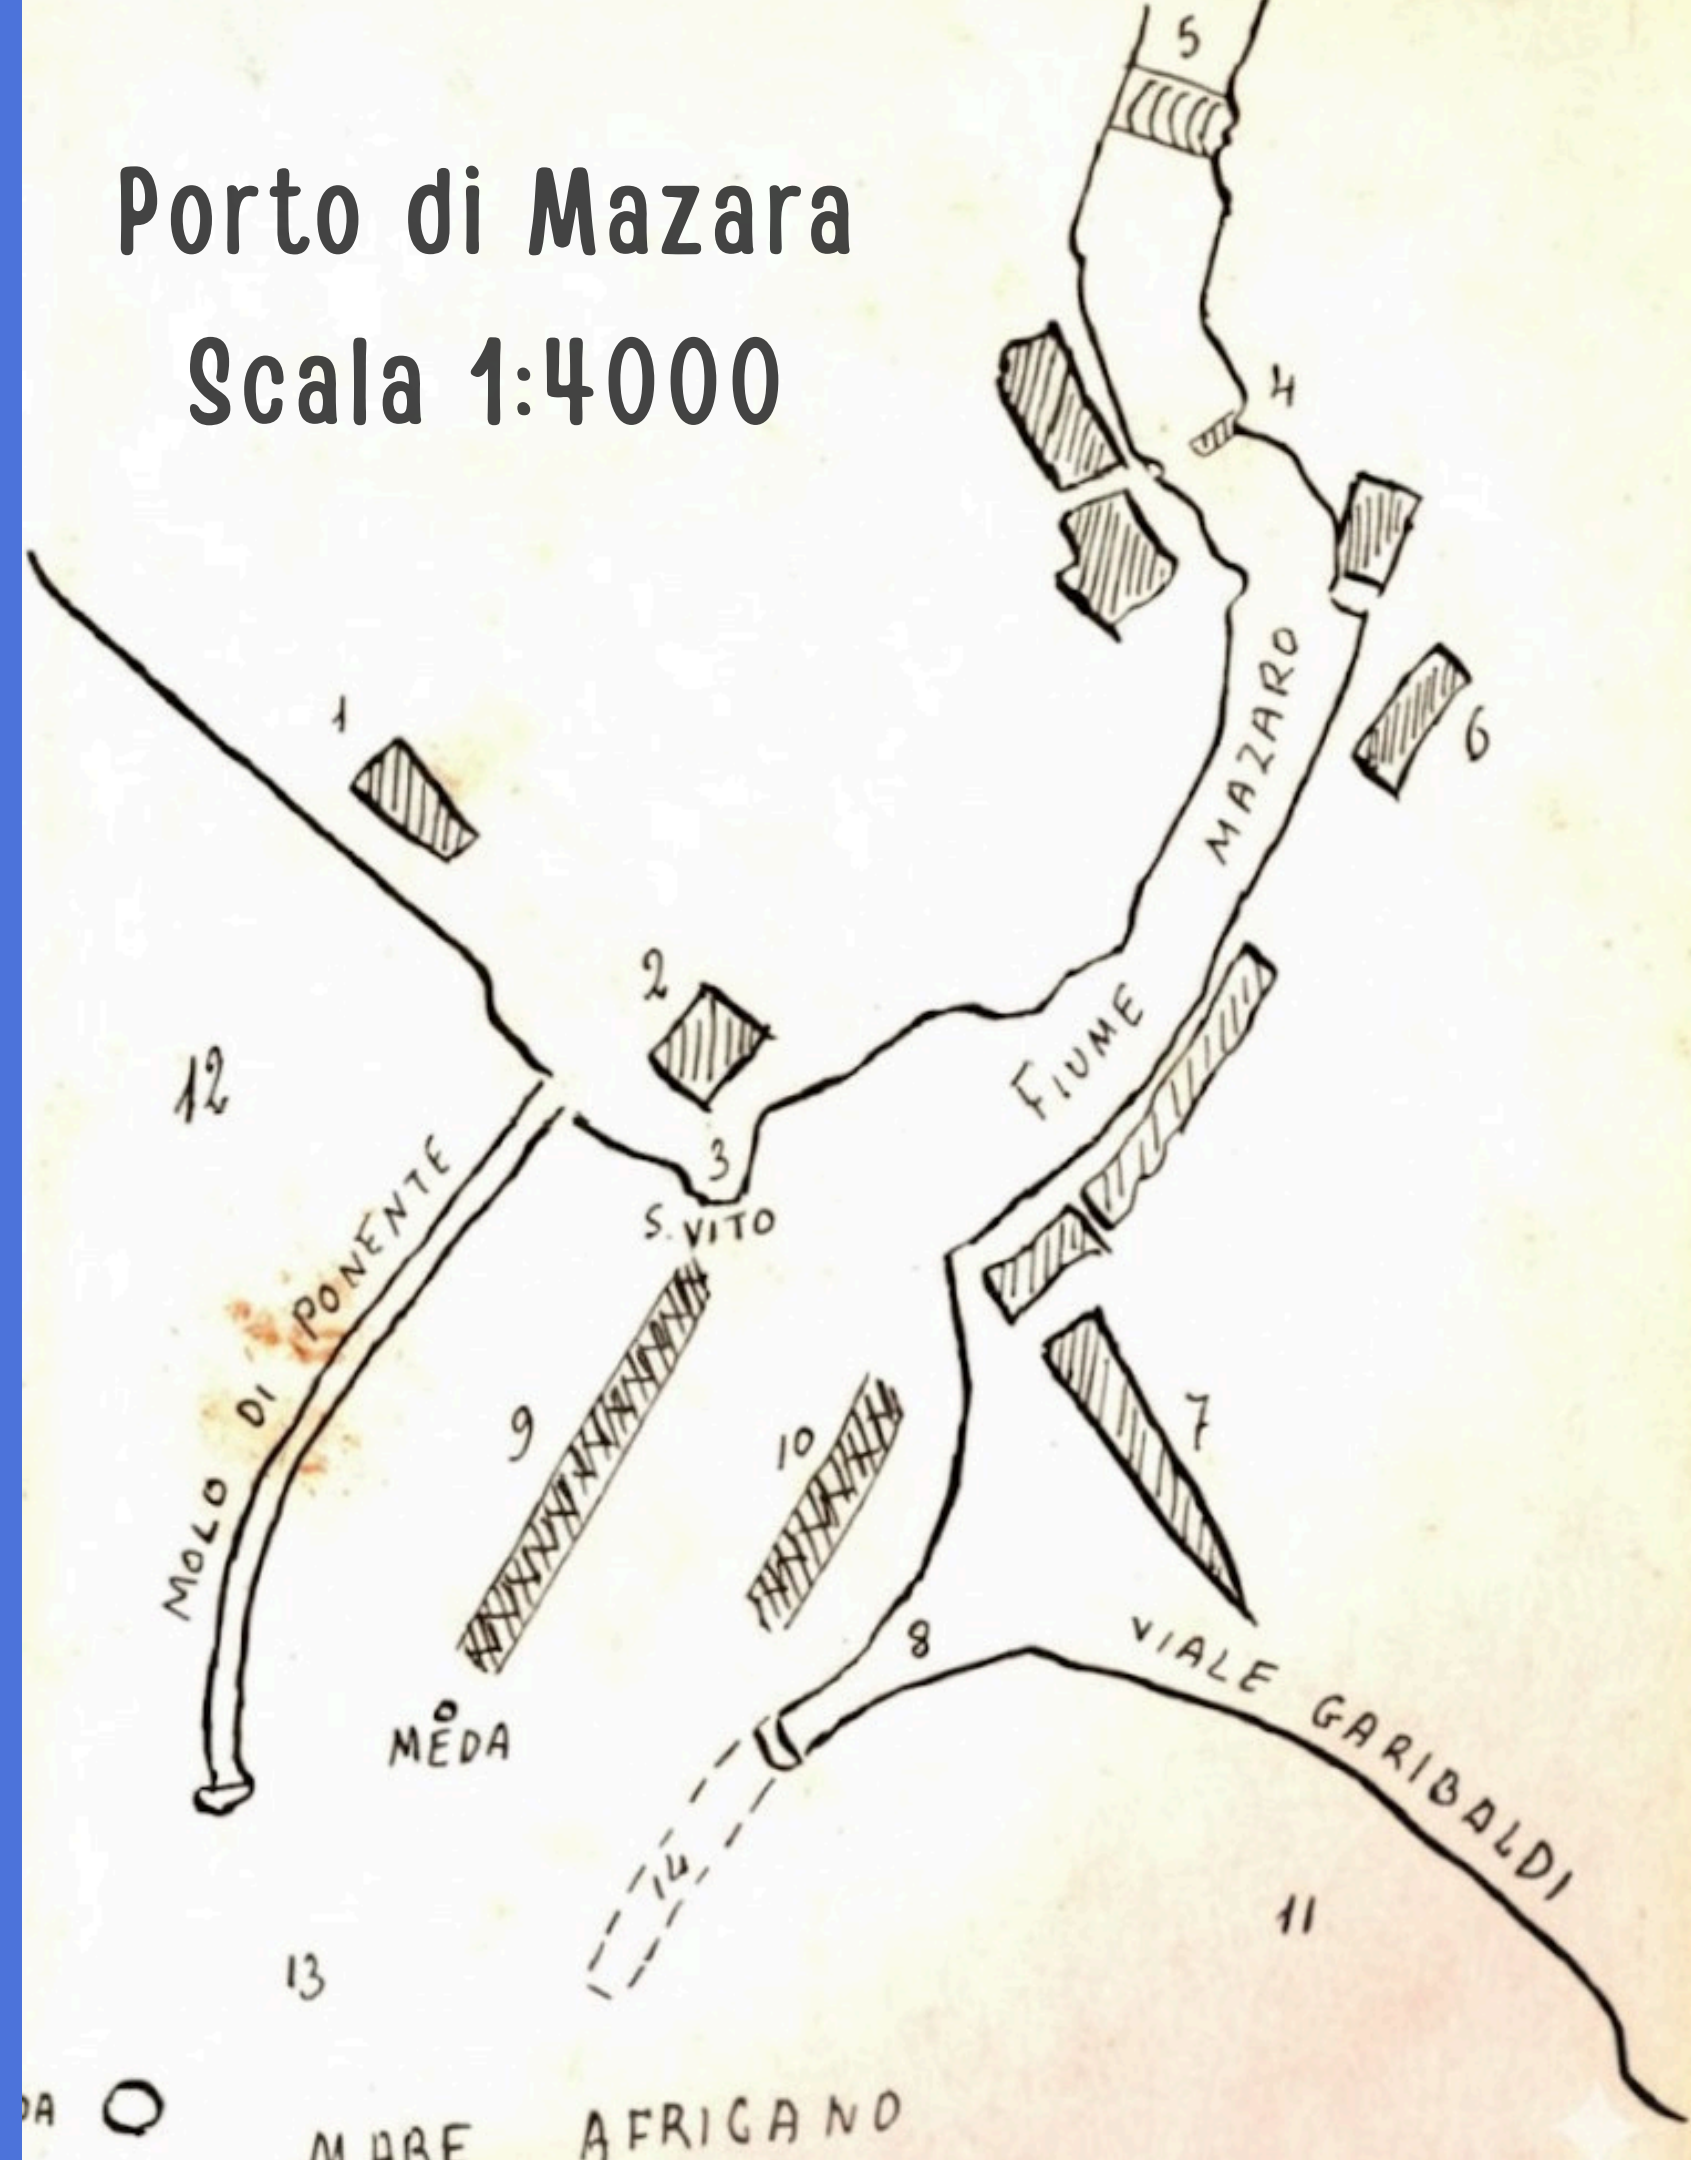 5
Porto di Mazara
Scala 1:4000
4
1
6
MAZARO
2
FIUME
12
3
S. VITO
MOLO DI PONENTE
9
10
7
8
VIALE GARIBALDI
MEDA
14
11
13
DA
MARE AFRICANO